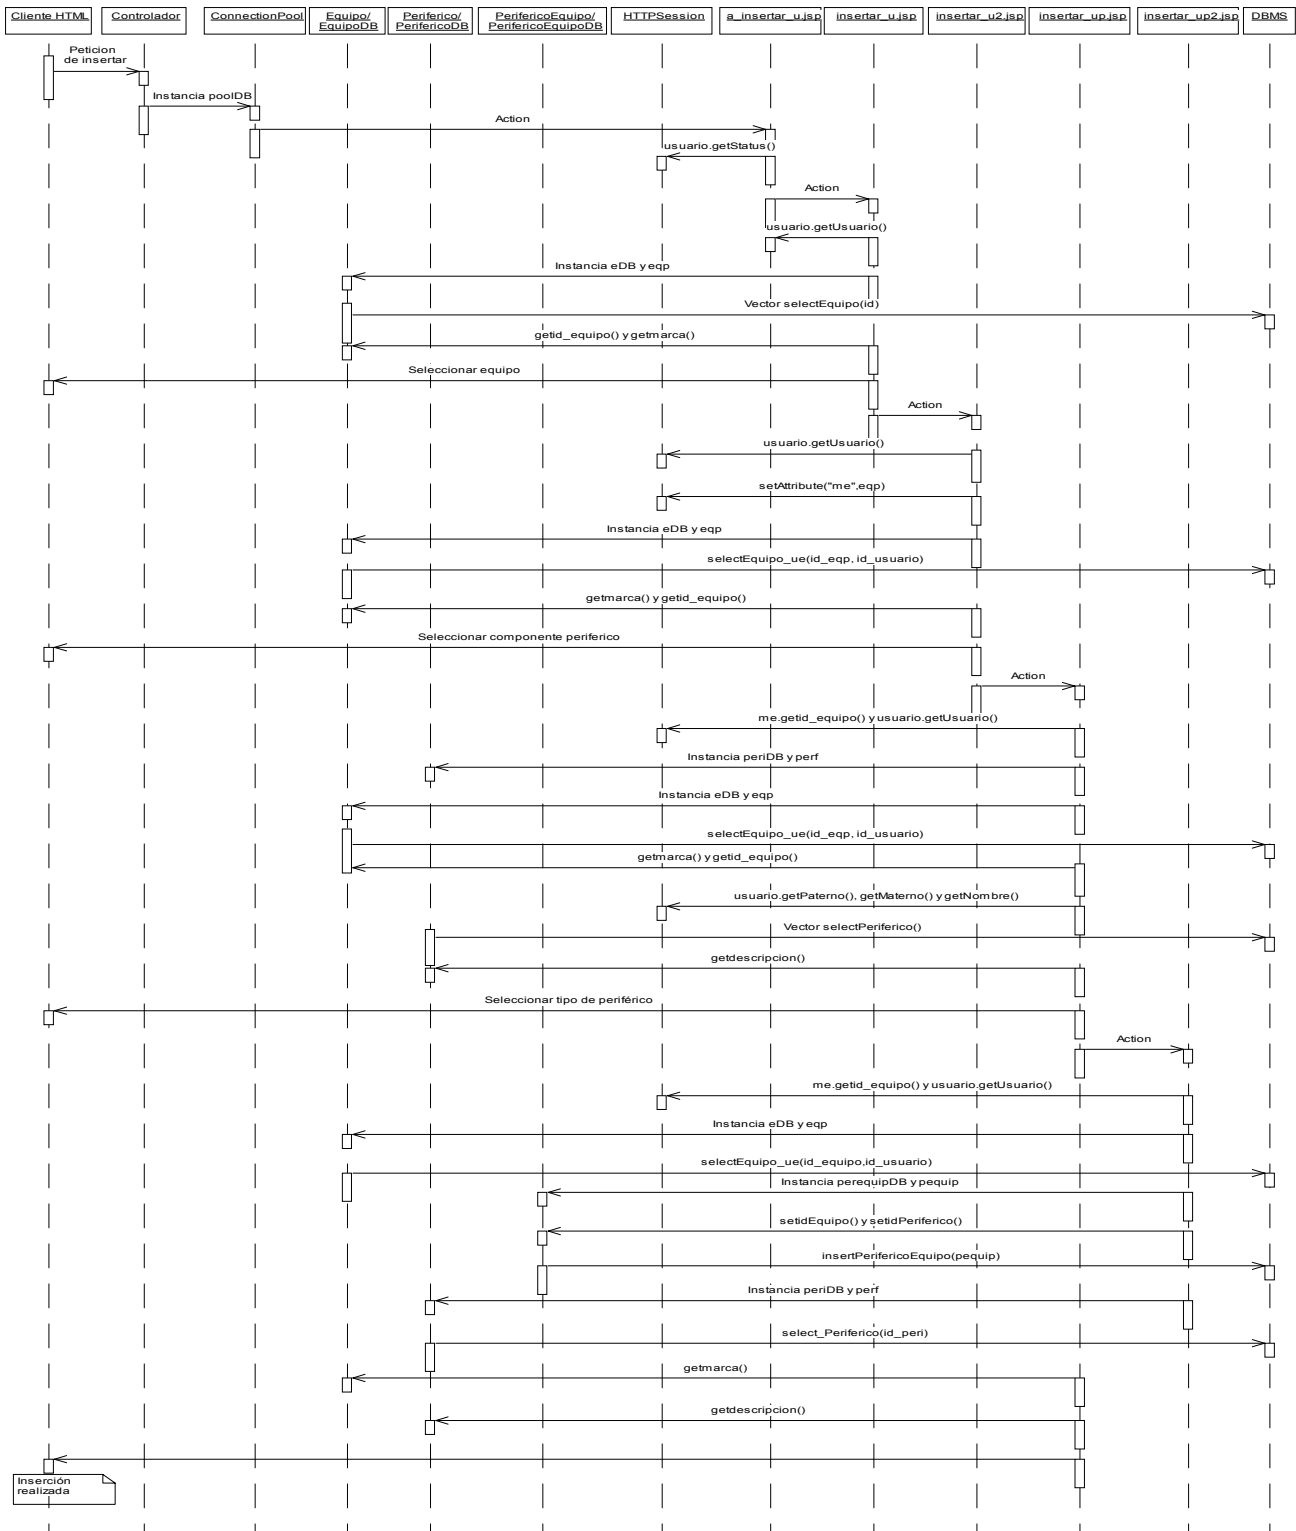 Cliente HTML
Controlador
ConnectionPool
Equipo/
EquipoDB
Periferico/
PerifericoDB
PerifericoEquipo/
PerifericoEquipoDB
HTTPSession
a_insertar_u.jsp
insertar_u.jsp
insertar_u2.jsp
insertar_up.jsp
insertar_up2.jsp
DBMS
Peticion
de insertar
Instancia poolDB
Action
usuario.getStatus()
Action
usuario.getUsuario()
Instancia eDB y eqp
Vector selectEquipo(id)
getid_equipo() y getmarca()
Seleccionar equipo
Action
usuario.getUsuario()
setAttribute("me",eqp)
Instancia eDB y eqp
selectEquipo_ue(id_eqp, id_usuario)
getmarca() y getid_equipo()
Seleccionar componente periferico
Action
me.getid_equipo() y usuario.getUsuario()
Instancia periDB y perf
Instancia eDB y eqp
selectEquipo_ue(id_eqp, id_usuario)
getmarca() y getid_equipo()
usuario.getPaterno(), getMaterno() y getNombre()
Vector selectPeriferico()
getdescripcion()
Seleccionar tipo de periférico
Action
me.getid_equipo() y usuario.getUsuario()
Instancia eDB y eqp
selectEquipo_ue(id_equipo,id_usuario)
Instancia perequipDB y pequip
setidEquipo() y setidPeriferico()
insertPerifericoEquipo(pequip)
Instancia periDB y perf
select_Periferico(id_peri)
getmarca()
getdescripcion()
Inserción
realizada